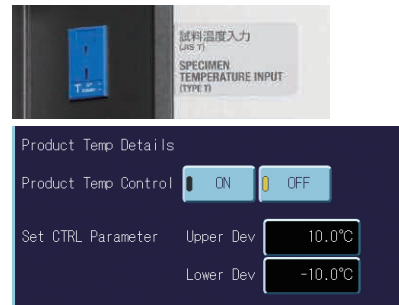 試料温度入力
(JIS T)
SPECIMEN
TEMPERATURE INPUT
(TYPE T)
T
Product Temp Details
Product Temp Control ON OFF
Set CTRL Parameter Upper Dev 10.0°C
Lower Dev -10.0°C